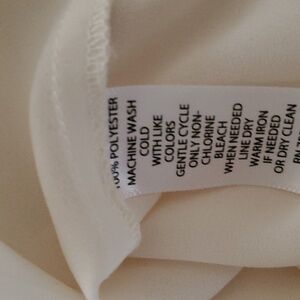 100% POLYESTER
MACHINE WASH
COLD
WITH LIKE
COLORS
GENTLE CYCLE
ONLY NON-
CHLORINE
BLEACH
WHEN NEEDED
LINE DRY
WARM IRON
IF NEEDED
OR DRY CLEAN